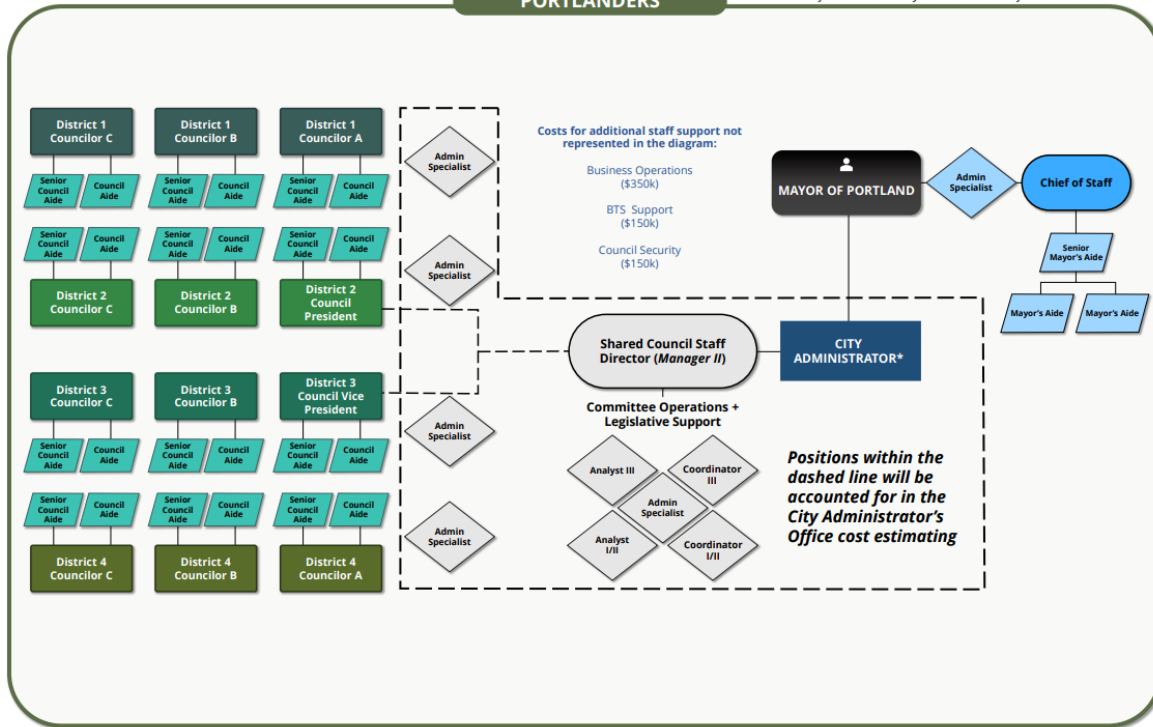 PORTLANDERS
District 1
Councilor C
District 1
Councilor B
District 1
Councilor A
Senior
Council
Aide
Council
Aide
Senior
Council
Aide
Council
Aide
Senior
Council
Aide
Council
Aide
Senior
Council
Aide
Council
Aide
Senior
Council
Aide
Council
Aide
Senior
Council
Aide
Council
Aide
District 2
Councilor C
District 2
Councilor B
District 2
Council
President
District 3
Councilor C
District 3
Councilor B
District 3
Council Vice
President
Senior
Council
Aide
Council
Aide
Senior
Council
Aide
Council
Aide
Senior
Council
Aide
Council
Aide
Senior
Council
Aide
Council
Aide
Senior
Council
Aide
Council
Aide
Senior
Council
Aide
Council
Aide
District 4
Councilor C
District 4
Councilor B
District 4
Councilor A
Admin
Specialist
Admin
Specialist
Admin
Specialist
Admin
Specialist
Costs for additional staff support not
represented in the diagram:
Business Operations
($350k)
BTS Support
($150k)
Council Security
($150k)
MAYOR OF PORTLAND
Admin
Specialist
Chief of Staff
Senior
Mayor's Aide
Mayor's Aide
Mayor's Aide
Shared Council Staff
Director (Manager II)
CITY
ADMINISTRATOR*
Committee Operations +
Legislative Support
Analyst III
Coordinator
III
Admin
Specialist
Analyst
I/II
Coordinator
I/II
Positions within the
dashed line will be
accounted for in the
City Administrator's
Office cost estimating